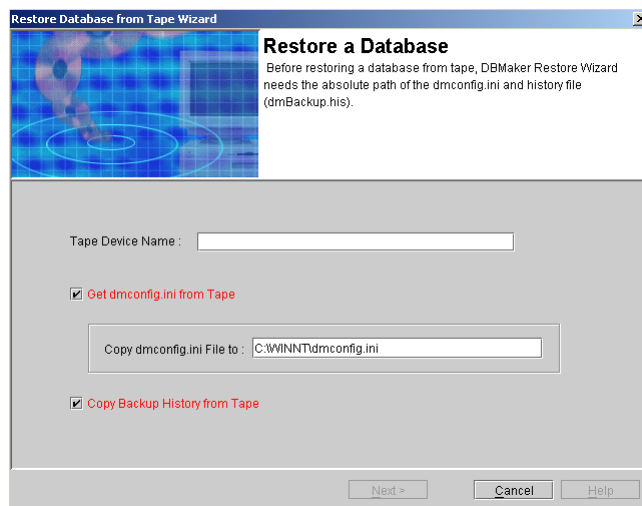 Restore Database from Tape Wizard
Restore a Database
Before restoring a database from tape, DBMaker Restore Wizard
needs the absolute path of the dmconfig.ini and history file
(dmBackup.his).
Tape Device Name :
Get dmconfig.ini from Tape
Copy dmconfig.ini File to : C:\WINNT\dmconfig.ini
Copy Backup History from Tape
Next > Cancel Help